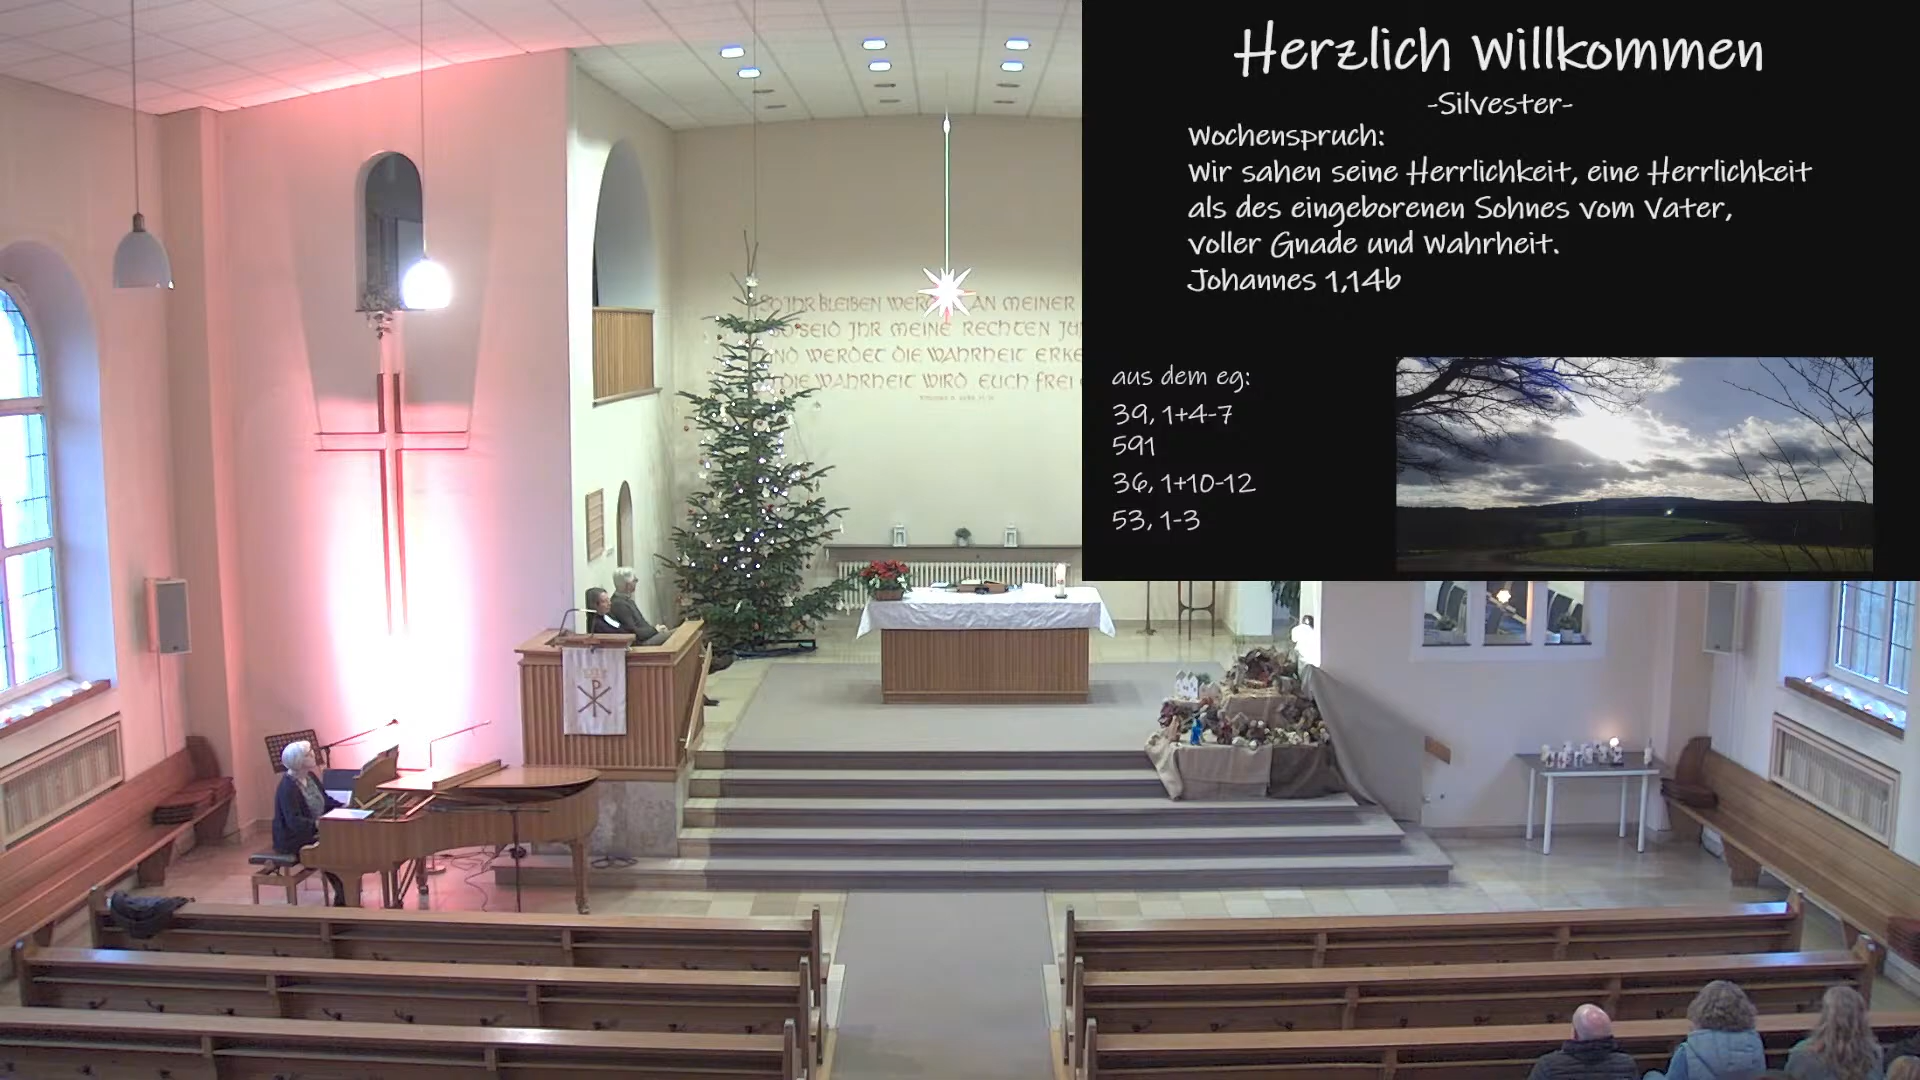 Herzlich Willkommen
-Silvester-
Wochenspruch:
Wir sahen seine Herrlichkeit, eine Herrlichkeit
als des eingeborenen Sohnes vom Vater,
voller Gnade und Wahrheit.
Johannes 1,14b
aus dem eg:
39, 1+4-7
591
36, 1+10-12
53, 1-3
SO IHR BLEIBEN AN MEINER
SO SEID IHR MEINE RECHTEN
UND WERDET DIE WAHRHEIT
DIE WAHRHEIT WIRD EUCH FREI